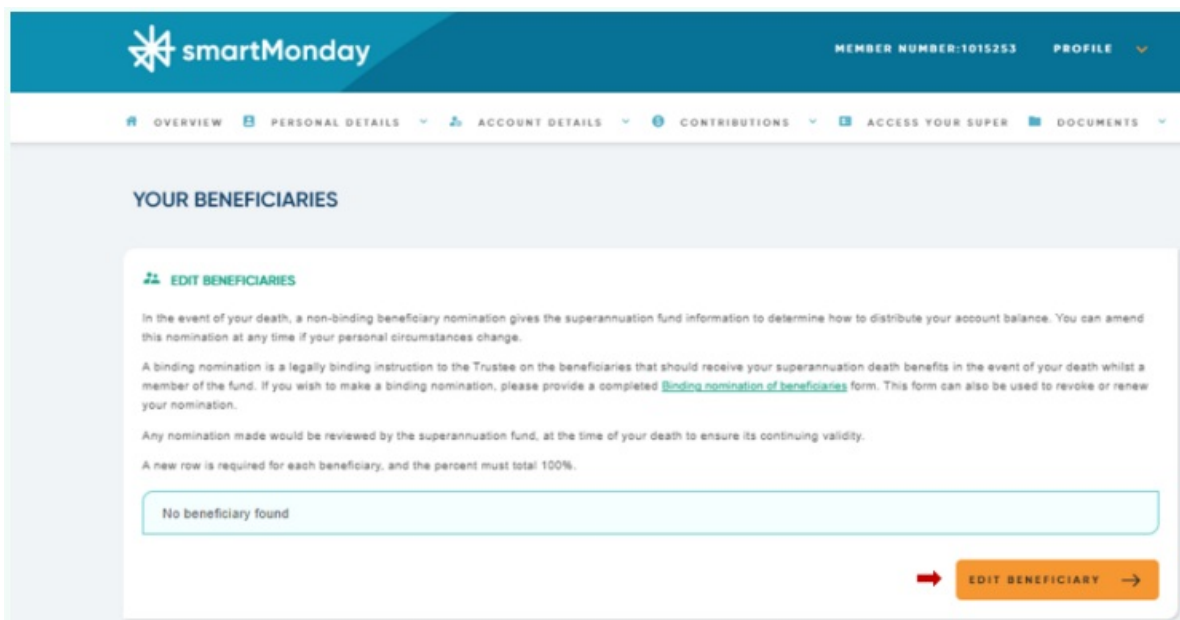 smartMonday
MEMBER NUMBER:1015253 PROFILE
OVERVIEW PERSONAL DETAILS ACCOUNT DETAILS CONTRIBUTIONS ACCESS YOUR SUPER DOCUMENTS
YOUR BENEFICIARIES
EDIT BENEFICIARIES
In the event of your death, a non-binding beneficiary nomination gives the superannuation fund information to determine how to distribute your account balance. You can amend
this nomination at any time if your personal circumstances change.
A binding nomination is a legally binding instruction to the Trustee on the beneficiaries that should receive your superannuation death benefits in the event of your death whilst a
member of the fund. If you wish to make a binding nomination, please provide a completed Binding nomination of beneficiaries form. This form can also be used to revoke or renew
your nomination.
Any nomination made would be reviewed by the superannuation fund, at the time of your death to ensure its continuing validity.
A new row is required for each beneficiary, and the percent must total 100%.
No beneficiary found
EDIT BENEFICIARY